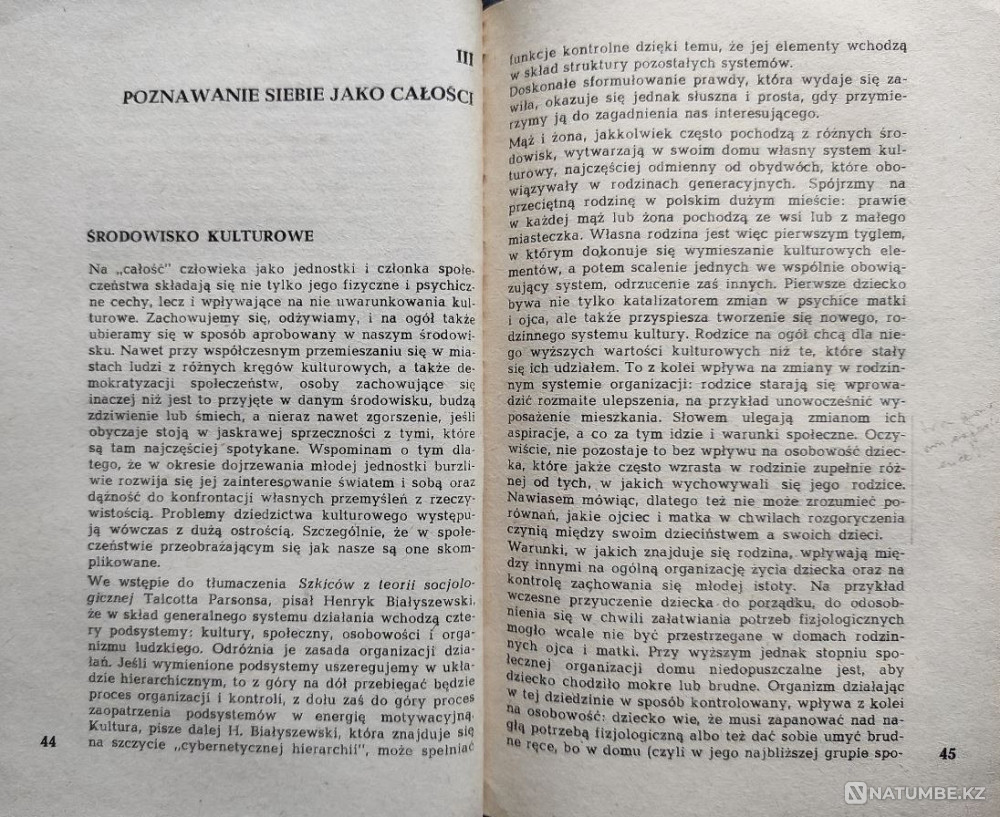 III
POZNAWANIE SIEBIE JAKO CAŁOŚCI
ŚRODOWISKO KULTUROWE
Na „całość" człowieka jako jednostki i członka społe-
czeństwa składają się nie tylko jego fizyczne i psychicz-
ne cechy, lecz i wpływające na nie uwarunkowania kul-
turowe. Zachowujemy się, odżywiamy, i na ogół także
ubieramy się w sposób aprobowany w naszym środowi-
sku. Nawet przy współczesnym przemieszaniu się w mia-
stach ludzi z różnych kręgów kulturowych, a także de-
mokratyzacji społeczeństw, osoby zachowujące się
inaczej niż jest to przyjęte w danym środowisku, budzą
zdziwienie lub śmiech, a nieraz nawet zgorszenie, jeśli
obyczaje stoją w jaskrawej sprzeczności z tymi, które
są tam najczęściej spotykane. Wspominam o tym dla-
tego, że w okresie dojrzewania młodej jednostki burzli-
wie rozwija się jej zainteresowanie światem i sobą oraz
dążność do konfrontacji własnych przemyśleń z rzeczy-
wistością. Problemy dziedzictwa kulturowego występu-
ją wówczas z dużą ostrością. Szczególnie, że w społe-
czeństwie przeobrażającym się jak nasze są one skom-
plikowane.
We wstępie do tłumaczenia Szkiców z teorii socjolo-
gicznej Talcotta Parsonsa, pisał Henryk Białyszewski,
że w skład generalnego systemu działania wchodzą czte-
ry podsystemy: kultury, społeczny, osobowości i orga-
nizmu ludzkiego. Odróżnia je zasada organizacji dzia-
łań. Jeśli wymienione podsystemy uszeregujemy w ukła-
dzie hierarchicznym, to z góry na dół przebiegać będzie
proces organizacji i kontroli, z dołu zaś do góry proces
zaopatrzenia podsystemów w energię motywacyjną.
Kultura, pisze dalej H. Białyszewski, która znajduje się
na szczycie „cybernetycznej hierarchii", może spełniać
44
funkcje kontrolne dzięki temu, że jej elementy wchodzą
w skład struktury pozostałych systemów.
Doskonałe sformułowanie prawdy, która wydaje się za-
wiła, okazuje się jednak słuszna i prosta, gdy przymie-
rzymy ją do zagadnienia nas interesującego.
Mąż i żona, jakkolwiek często pochodzą z różnych śro-
dowisk, wytwarzają w swoim domu własny system kul-
turowy, najczęściej odmienny od obydwóch, które obo-
wiązywały w rodzinach generacyjnych. Spójrzmy na
przeciętną rodzinę w polskim dużym mieście: prawie
w każdej mąż lub żona pochodzą ze wsi lub z małego
miasteczka. Własna rodzina jest więc pierwszym tyglem,
w którym dokonuje się wymieszanie kulturowych ele-
mentów, a potem scalenie jednych we wspólnie obowią-
zujący system, odrzucenie zaś innych. Pierwsze dziecko
bywa nie tylko katalizatorem zmian w psychice matki
i ojca, ale także przyspiesza tworzenie się nowego, ro-
dzinnego systemu kultury. Rodzice na ogół chcą dla nie-
go wyższych wartości kulturowych niż te, które stały
się ich udziałem. To z kolei wpływa na zmiany w rodzin-
nym systemie organizacji: rodzice starają się wprowa-
dzić rozmaite ulepszenia, na przykład unowocześnić wy-
posażenie mieszkania. Słowem ulegają zmianom ich
aspiracje, a co za tym idzie i warunki społeczne. Oczy-
wiście, nie pozostaje to bez wpływu na osobowość dziec-
ka, które jakże często wzrasta w rodzinie zupełnie róż-
nej od tych, w jakich wychowywali się jego rodzice.
Nawiasem mówiąc, dlatego też nie może zrozumieć po-
równań, jakie ojciec i matka w chwilach rozgoryczenia
czynią między swoim dzieciństwem a swoich dzieci.
Warunki, w jakich znajduje się rodzina, wpływają mię-
dzy innymi na ogólną organizację życia dziecka oraz na
kontrolę zachowania się młodej istoty. Na przykład
wczesne przyuczenie dziecka do porządku, do odosob-
nienia się w chwili załatwiania potrzeb fizjologicznych
mogło wcale nie być przestrzegane w domach rodzin-
nych ojca i matki. Przy wyższym jednak stopniu spo-
łecznej organizacji domu niedopuszczalne jest, aby
dziecko chodziło mokre lub brudne. Organizm działając
w tej dziedzinie w sposób kontrolowany, wpływa z kolei
na osobowość: dziecko wie, że musi zapanować nad na-
głą potrzebą fizjologiczną albo też dać sobie umyć brud-
ne ręce, bo w domu (czyli w jego najbliższej grupie spo-
45
NATUMBE.KZ